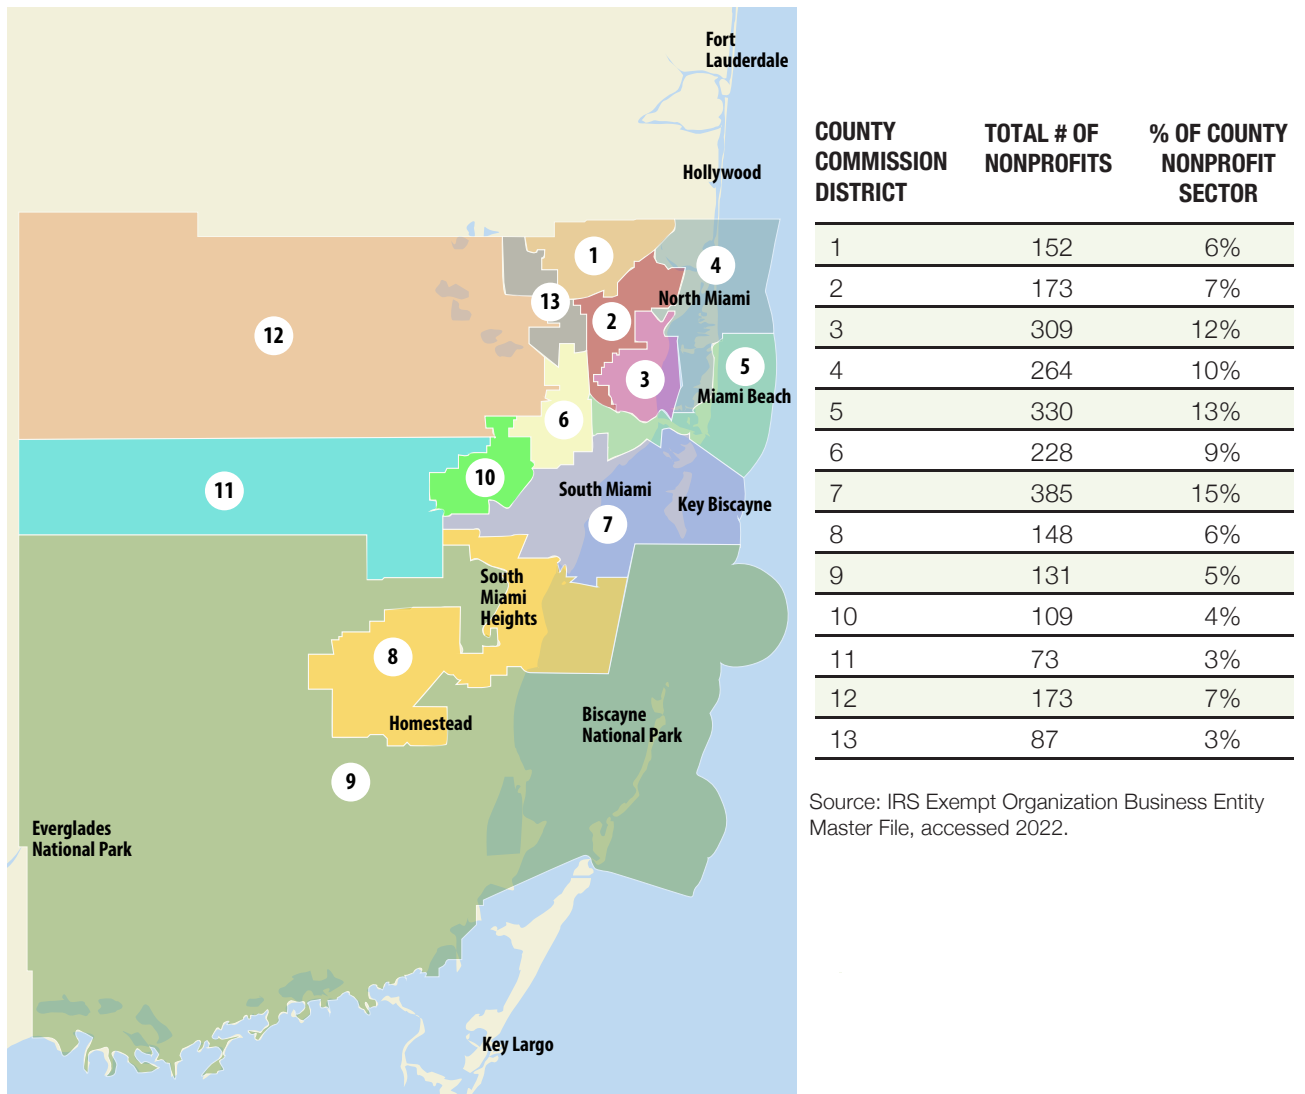 Fort
Lauderdale
Hollywood
1
4
13
North Miami
2
12
5
3
Miami Beach
6
10
11
South Miami
Key Biscayne
7
South
Miami
Heights
8
Homestead
Biscayne
National Park
9
Everglades
National Park
Key Largo
COUNTY
COMMISSION
DISTRICT
TOTAL # OF
NONPROFITS
% OF COUNTY
NONPROFIT
SECTOR
1 152 6%
2 173 7%
3 309 12%
4 264 10%
5 330 13%
6 228 9%
7 385 15%
8 148 6%
9 131 5%
10 109 4%
11 73 3%
12 173 7%
13 87 3%
Source: IRS Exempt Organization Business Entity
Master File, accessed 2022.